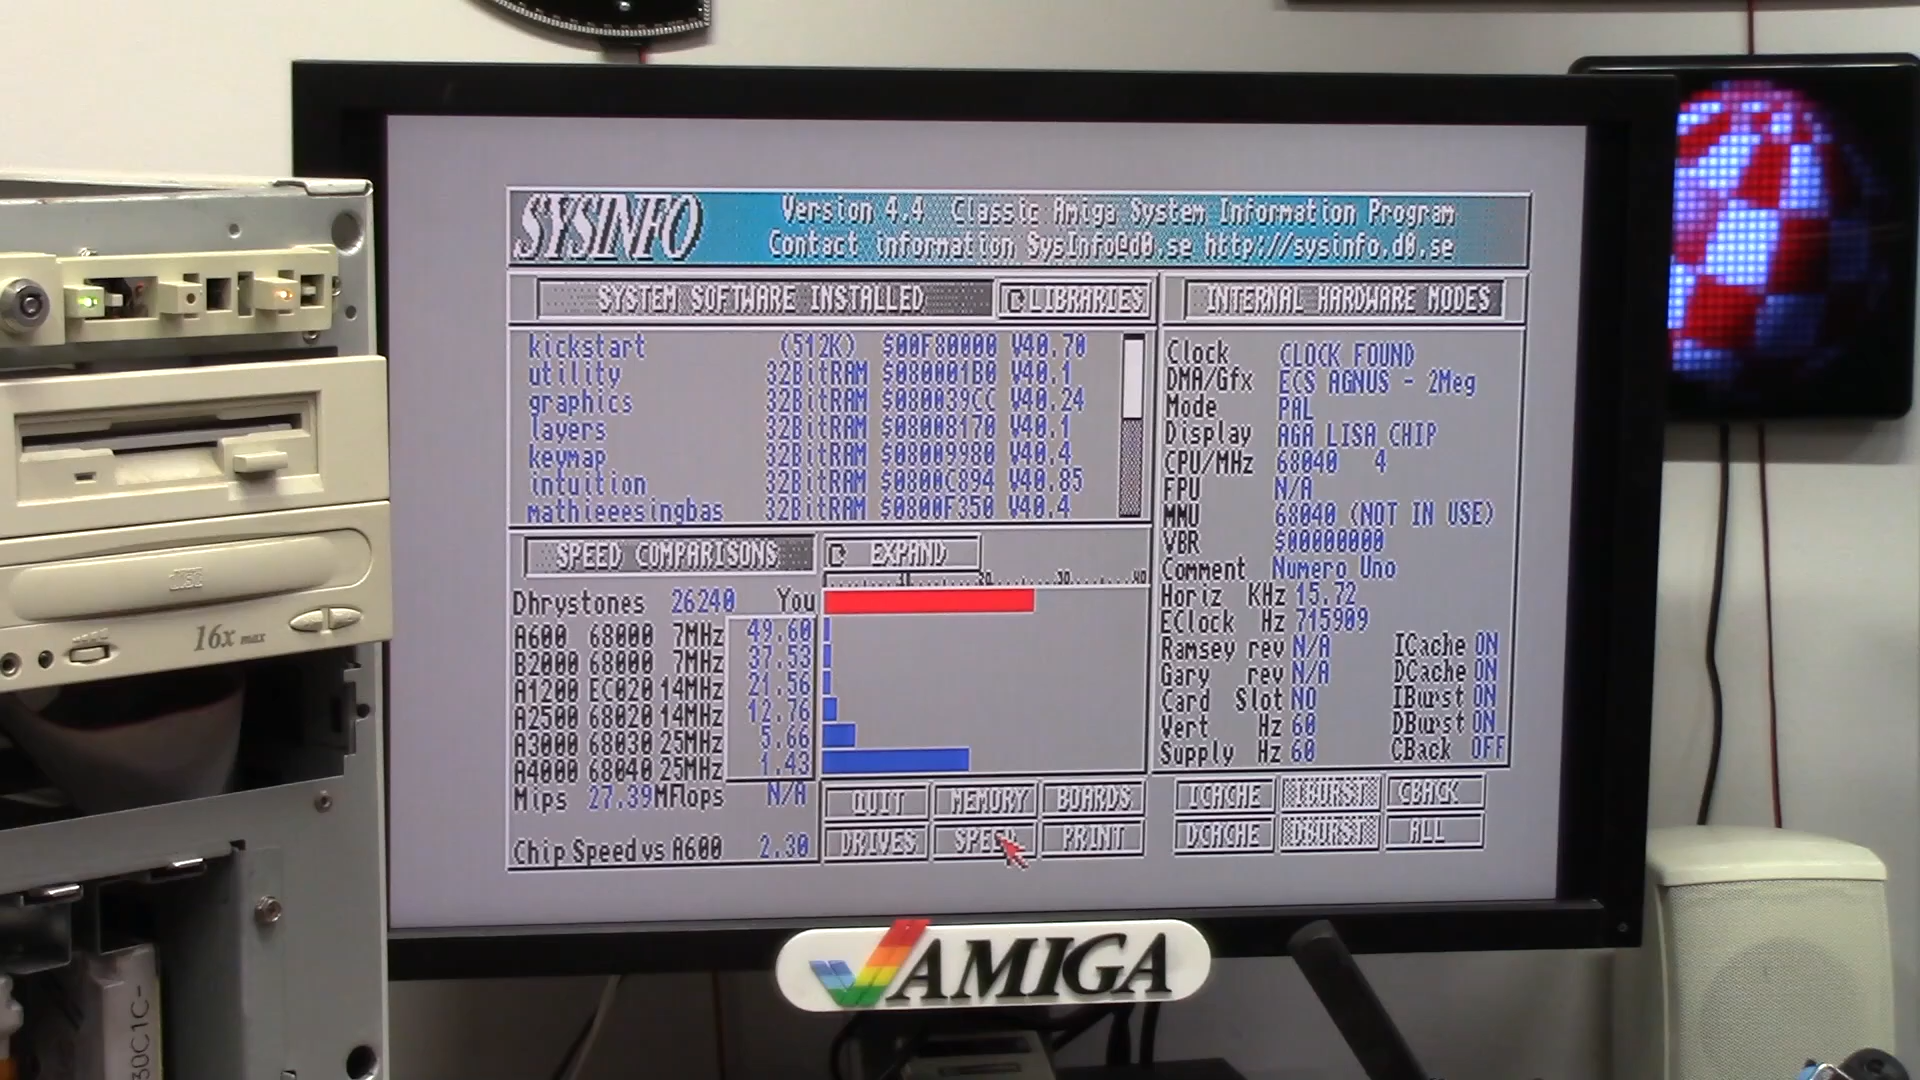 SYSINFO
Version 4.4 Classic Amiga System Information Program
Contact information SysInfo@d0.se http://sysinfo.d0.se
SYSTEM SOFTWARE INSTALLED
LIBRARIES
kickstart (512K) $00F80000 V40.70
utility 32BitRAM $080001B0 V40.1
graphics 32BitRAM $080039CC V40.24
layers 32BitRAM $08008170 V40.1
keymap 32BitRAM $08009980 V40.4
intuition 32BitRAM $0800C894 V40.85
mathieeesingbas 32BitRAM $0800F350 V40.4
INTERNAL HARDWARE MODES
Clock CLOCK FOUND
DMA/Gfx ECS AGNUS - 2Meg
Mode PAL
Display AGA LISA CHIP
CPU/MHz 68040 4
FPU N/A
MMU 68040 (NOT IN USE)
VBR $00000000
Comment Numero Uno
Horiz KHz 15.72
EClock Hz 715909
Ramsey rev N/A ICache ON
Gary rev N/A DCache ON
Card Slot NO IBurst ON
Vert Hz 60 DBurst ON
Supply Hz 60 CBack OFF
SPEED COMPARISONS
EXPAND
20 30 40
Dhrystones 26240 You
A600 68000 7MHz 49.60
B2000 68000 7MHz 37.53
A1200 EC020 14MHz 21.56
A2500 68020 14MHz 12.76
A3000 68030 25MHz 5.66
A4000 68040 25MHz 1.43
Mips 27.39 MFlops N/A
Chip Speed vs A600 2.30
QUIT MEMORY BOARDS
DRIVES SPEED PRINT
ICACHE IBURST CBACK
DCACHE DBURST ALL
AMIGA
disc
16x max
30C1C-